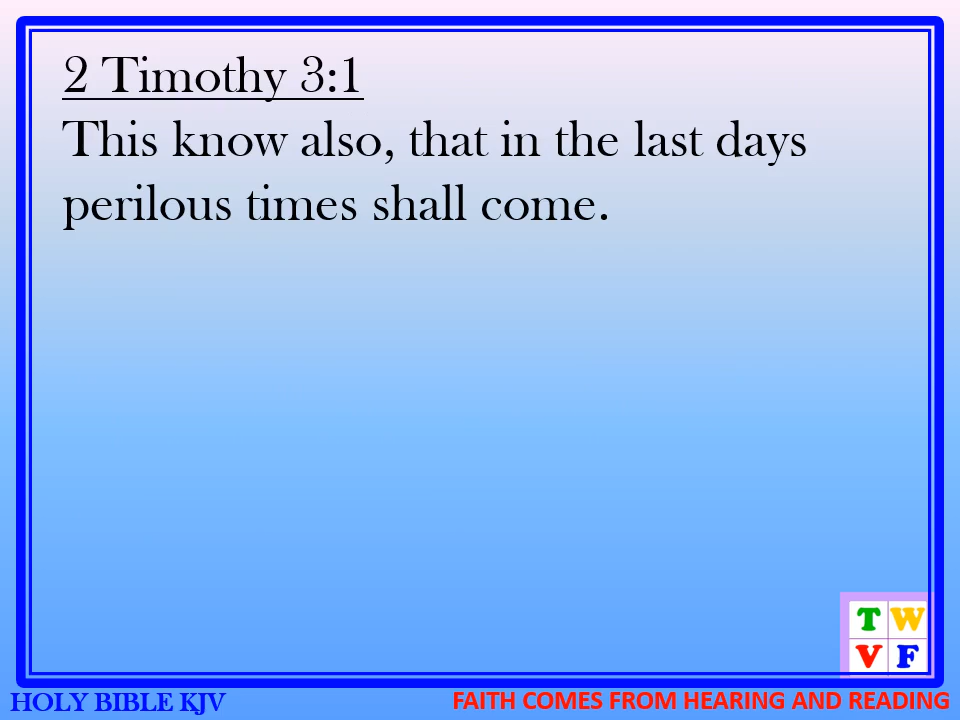 2 Timothy 3:1
This know also, that in the last days
perilous times shall come.
T W
V F
HOLY BIBLE KJV
FAITH COMES FROM HEARING AND READING